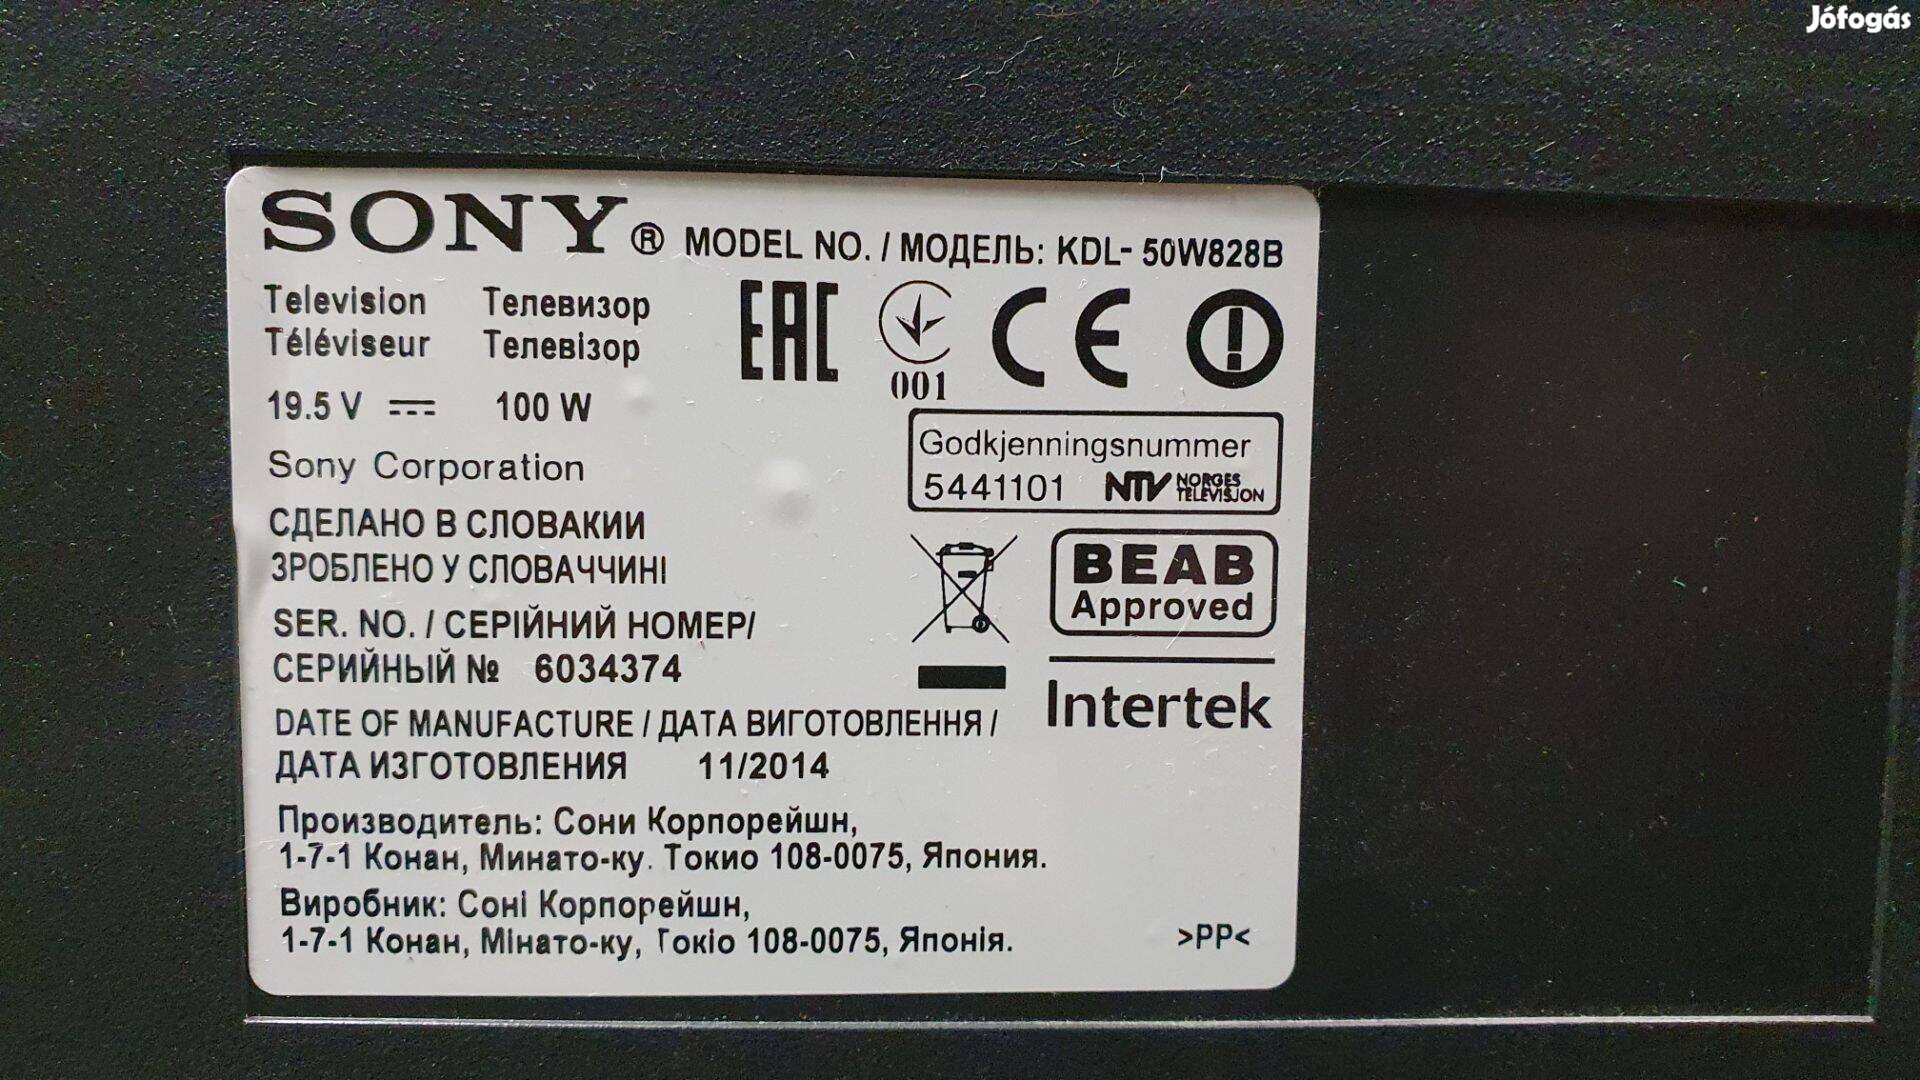 Jófogás
SONY® MODEL NO. / МОДЕЛЬ: KDL- 50W828B
Television Телевизор
Téléviseur Телевізор
EAC
001
CE
19.5 V 100 W
Godkjenningsnummer
5441101 NTV NORGES TELEVISJON
Sony Corporation
СДЕЛАНО В СЛОВАКИИ
ЗРОБЛЕНО У СЛОВАЧЧИНІ
BEAB
Approved
SER. NO. / СЕРІЙНИЙ НОМЕР/
СЕРИЙНЫЙ № 6034374
Intertek
DATE OF MANUFACTURE / ДАТА ВИГОТОВЛЕННЯ /
ДАТА ИЗГОТОВЛЕНИЯ 11/2014
Производитель: Сони Корпорейшн,
1-7-1 Конан, Минато-ку. Токио 108-0075, Япония.
Виробник: Соні Корпорейшн,
1-7-1 Конан, Мінато-ку, Токіо 108-0075, Японія.
>PP<